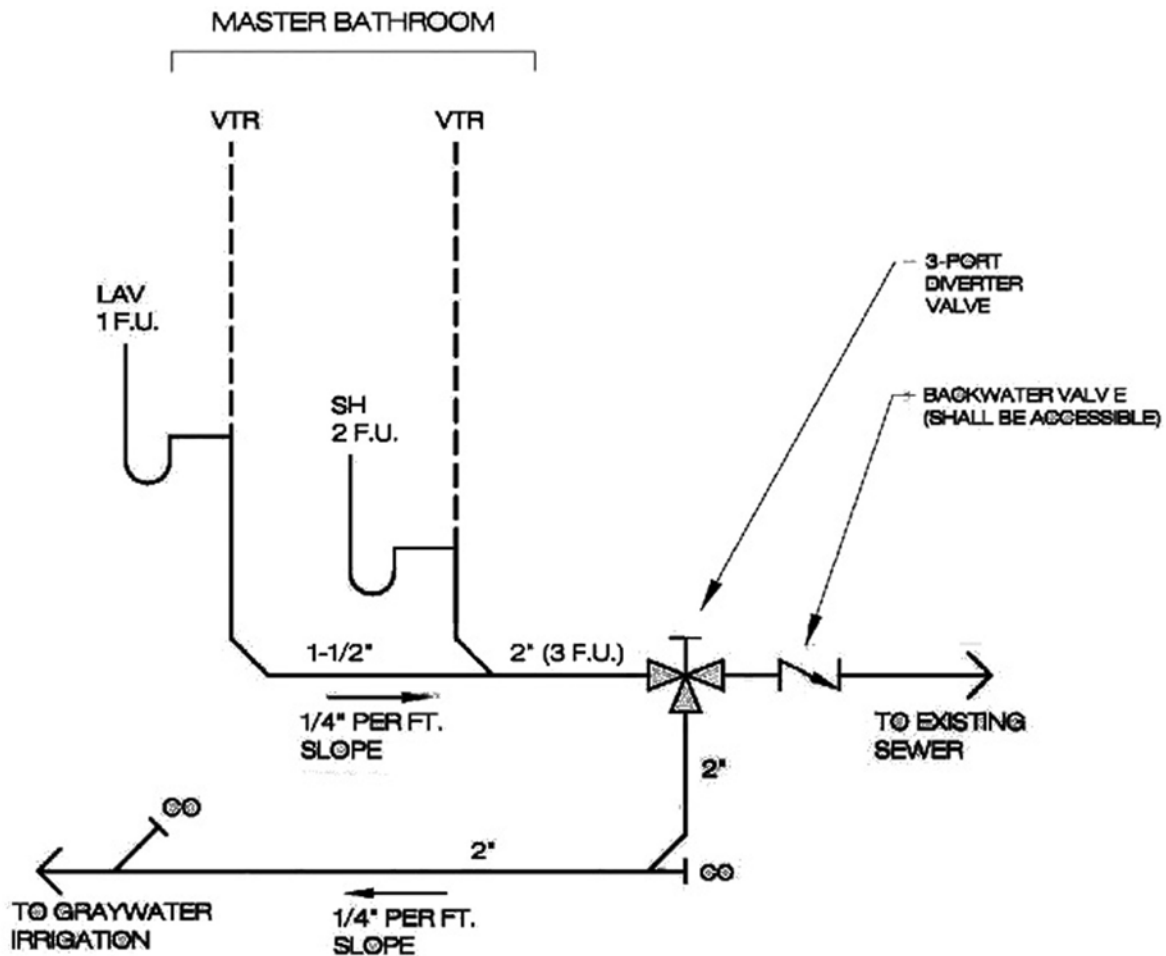 MASTER BATHROOM
VTR
VTR
LAV
1 F.U.
SH
2 F.U.
3-PORT
DIVERTER
VALVE
BACKWATER VALVE
(SHALL BE ACCESSIBLE)
1-1/2"
2" (3 F.U.)
1/4" PER FT.
SLOPE
TO EXISTING
SEWER
2"
CO
2"
CO
TO GRAYWATER
IRRIGATION
1/4" PER FT.
SLOPE